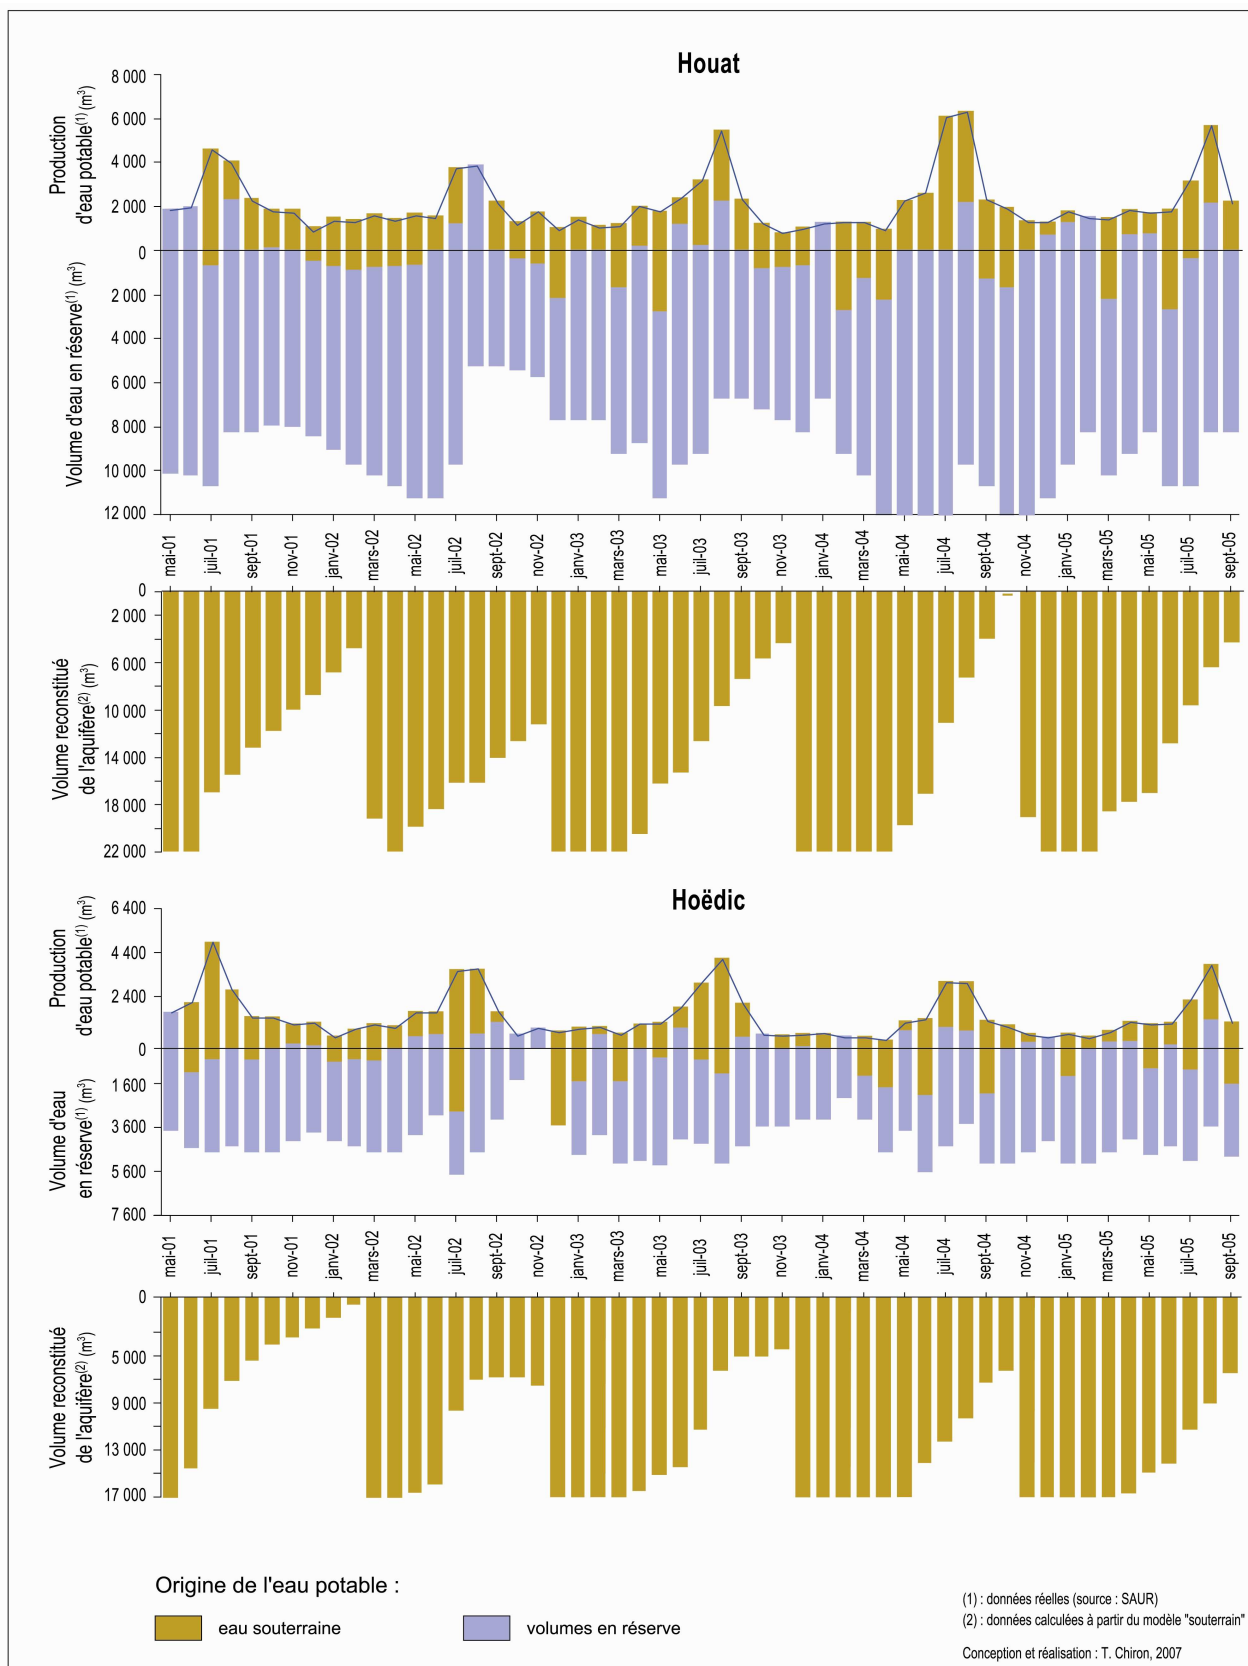 Houat
Production
d'eau potable(1) (m³)
8 000
6 000
4 000
2 000
0
Volume d'eau en réserve(1) (m³)
2 000
4 000
6 000
8 000
10 000
12 000
mai-01
juil-01
sept-01
nov-01
janv-02
mars-02
mai-02
juil-02
sept-02
nov-02
janv-03
mars-03
mai-03
juil-03
sept-03
nov-03
janv-04
mars-04
mai-04
juil-04
sept-04
nov-04
janv-05
mars-05
mai-05
juil-05
sept-05
Volume reconstitué
de l'aquifère(2) (m³)
0
2 000
6 000
10 000
14 000
18 000
22 000
Hoëdic
Production
d'eau potable(1) (m³)
6 400
4 400
2 400
0
Volume d'eau
en réserve(1) (m³)
1 600
3 600
5 600
7 600
mai-01
juil-01
sept-01
nov-01
janv-02
mars-02
mai-02
juil-02
sept-02
nov-02
janv-03
mars-03
mai-03
juil-03
sept-03
nov-03
janv-04
mars-04
mai-04
juil-04
sept-04
nov-04
janv-05
mars-05
mai-05
juil-05
sept-05
Volume reconstitué
de l'aquifère(2) (m³)
0
5 000
9 000
13 000
17 000
Origine de l'eau potable :
eau souterraine
volumes en réserve
(1) : données réelles (source : SAUR)
(2) : données calculées à partir du modèle "souterrain"
Conception et réalisation : T. Chiron, 2007